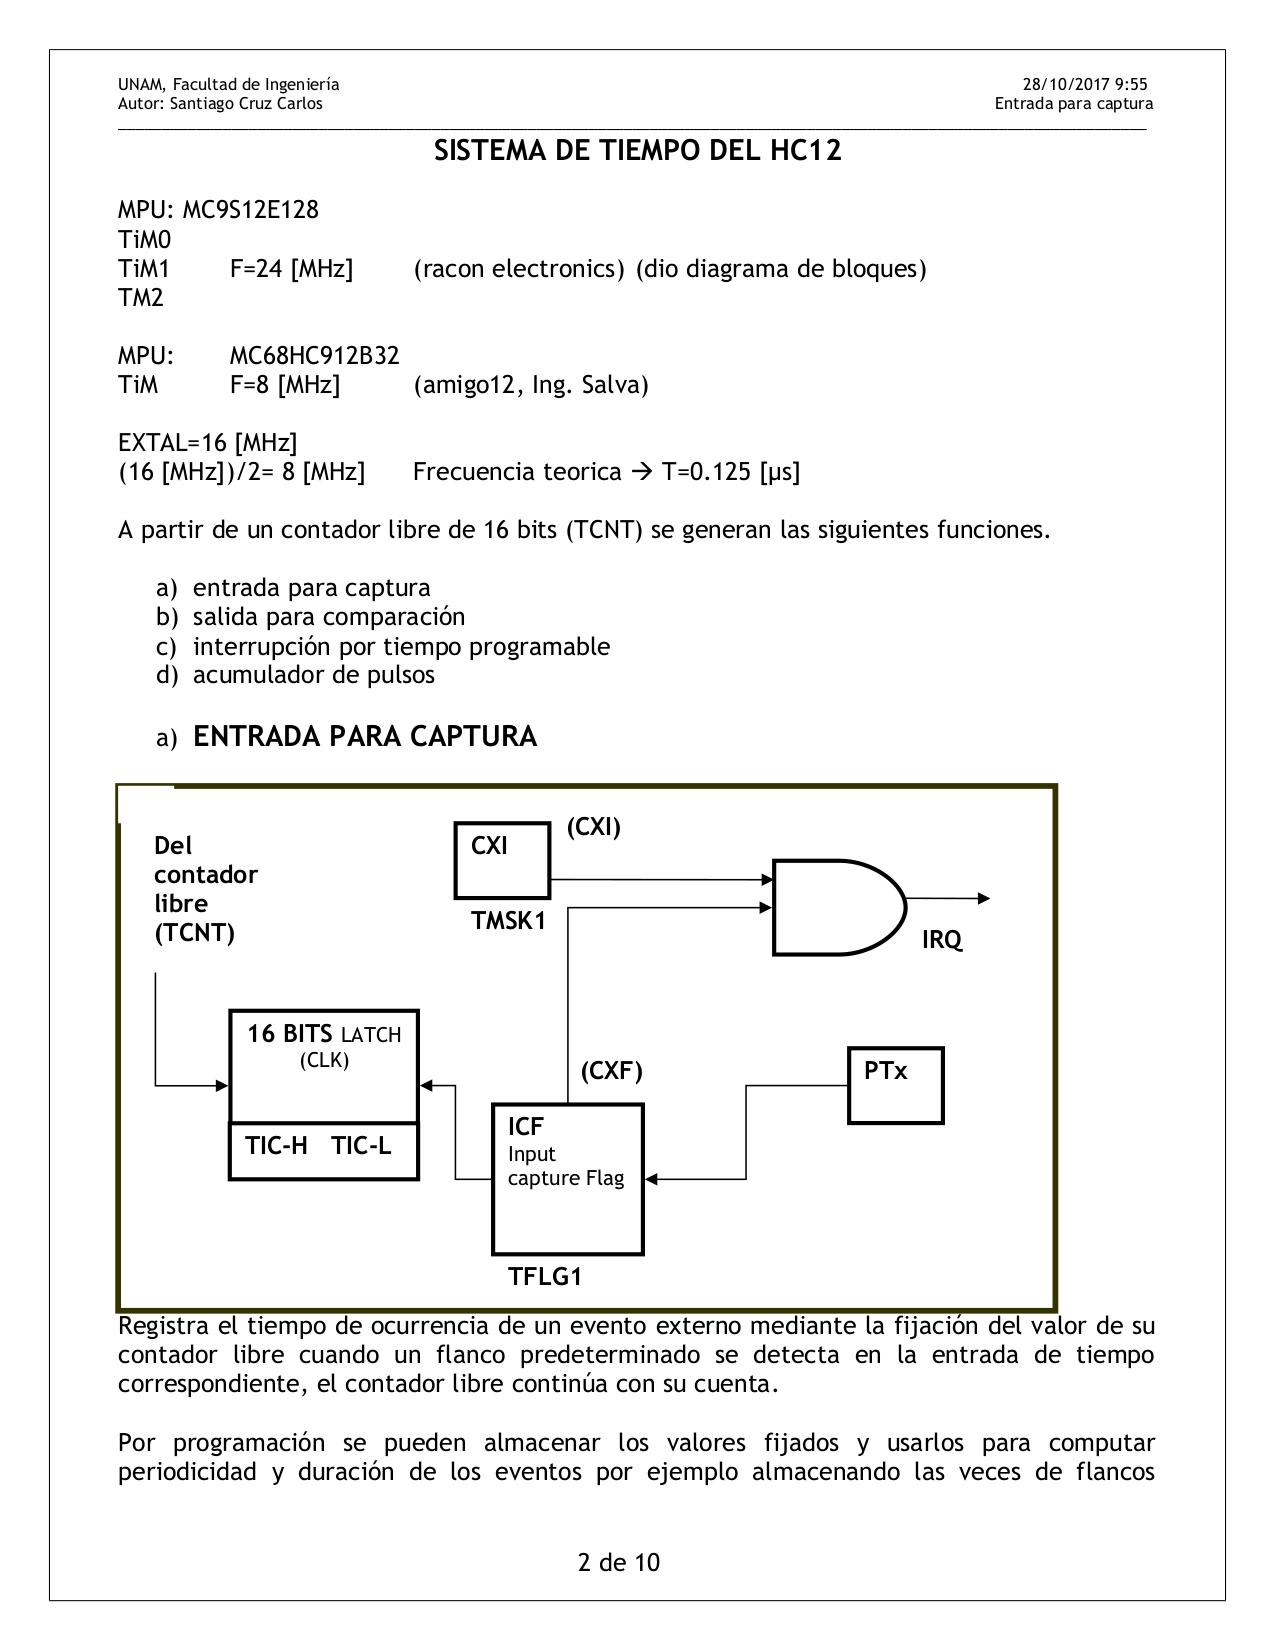 UNAM, Facultad de Ingeniería 28/10/2017 9:55
Autor: Santiago Cruz Carlos Entrada para captura
SISTEMA DE TIEMPO DEL HC12
MPU: MC9S12E128
TiM0
TiM1 F=24 [MHz] (racon electronics) (dio diagrama de bloques)
TM2
MPU: MC68HC912B32
TiM F=8 [MHz] (amigo12, Ing. Salva)
EXTAL=16 [MHz]
(16 [MHz])/2= 8 [MHz] Frecuencia teorica → T=0.125 [µs]
A partir de un contador libre de 16 bits (TCNT) se generan las siguientes funciones.
a) entrada para captura
b) salida para comparación
c) interrupción por tiempo programable
d) acumulador de pulsos
a) ENTRADA PARA CAPTURA
Del
contador
libre
(TCNT)
CXI
(CXI)
TMSK1
IRQ
16 BITS LATCH
(CLK)
TIC-H TIC-L
(CXF)
PTx
ICF
Input
capture Flag
TFLG1
Registra el tiempo de ocurrencia de un evento externo mediante la fijación del valor de su
contador libre cuando un flanco predeterminado se detecta en la entrada de tiempo
correspondiente, el contador libre continúa con su cuenta.
Por programación se pueden almacenar los valores fijados y usarlos para computar
periodicidad y duración de los eventos por ejemplo almacenando las veces de flancos
2 de 10